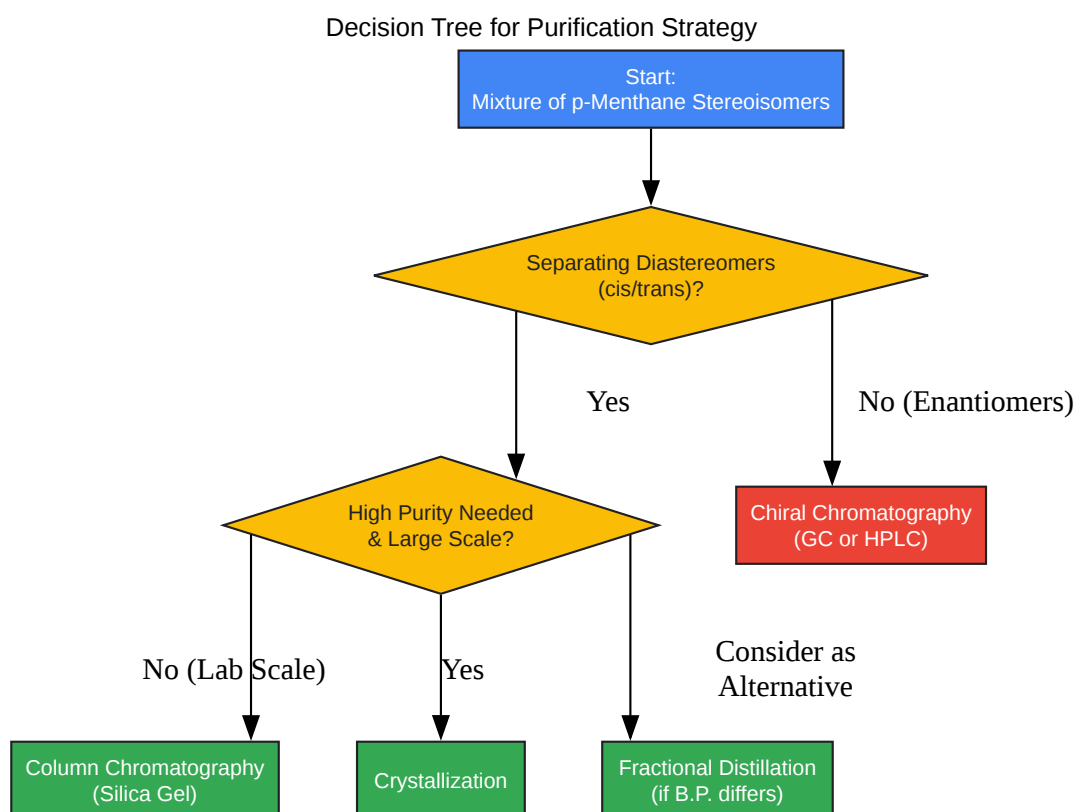 Decision Tree for Purification Strategy
Start:
Mixture of p-Menthane Stereoisomers
Separating Diastereomers
(cis/trans)?
Yes
No (Enantiomers)
High Purity Needed
& Large Scale?
Chiral Chromatography
(GC or HPLC)
No (Lab Scale)
Yes
Consider as
Alternative
Column Chromatography
(Silica Gel)
Crystallization
Fractional Distillation
(if B.P. differs)